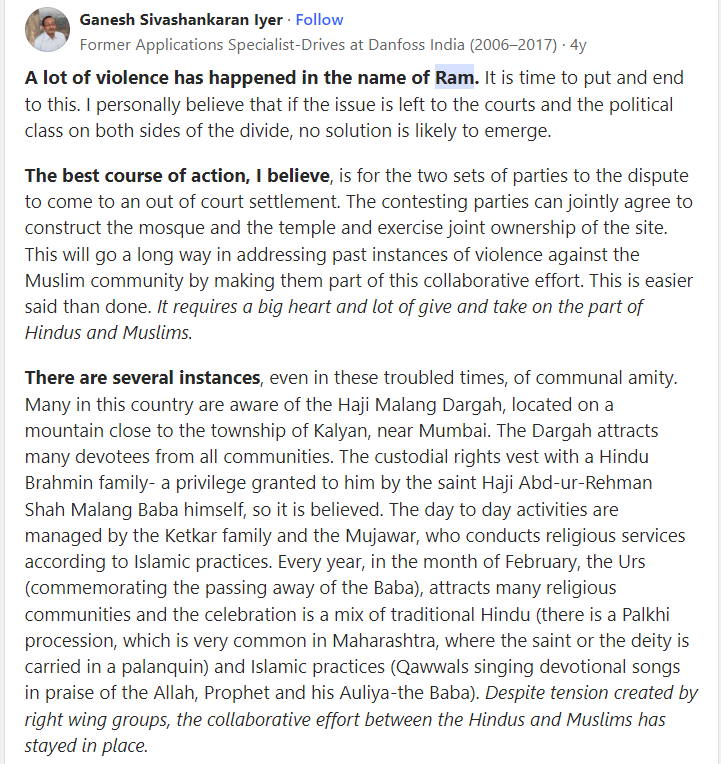 Ganesh Sivashankaran Iyer · Follow
Former Applications Specialist-Drives at Danfoss India (2006–2017) · 4y
A lot of violence has happened in the name of Ram. It is time to put and end
to this. I personally believe that if the issue is left to the courts and the political
class on both sides of the divide, no solution is likely to emerge.
The best course of action, I believe, is for the two sets of parties to the dispute
to come to an out of court settlement. The contesting parties can jointly agree to
construct the mosque and the temple and exercise joint ownership of the site.
This will go a long way in addressing past instances of violence against the
Muslim community by making them part of this collaborative effort. This is easier
said than done. It requires a big heart and lot of give and take on the part of
Hindus and Muslims.
There are several instances, even in these troubled times, of communal amity.
Many in this country are aware of the Haji Malang Dargah, located on a
mountain close to the township of Kalyan, near Mumbai. The Dargah attracts
many devotees from all communities. The custodial rights vest with a Hindu
Brahmin family- a privilege granted to him by the saint Haji Abd-ur-Rehman
Shah Malang Baba himself, so it is believed. The day to day activities are
managed by the Ketkar family and the Mujawar, who conducts religious services
according to Islamic practices. Every year, in the month of February, the Urs
(commemorating the passing away of the Baba), attracts many religious
communities and the celebration is a mix of traditional Hindu (there is a Palkhi
procession, which is very common in Maharashtra, where the saint or the deity is
carried in a palanquin) and Islamic practices (Qawwals singing devotional songs
in praise of the Allah, Prophet and his Auliya-the Baba). Despite tension created by
right wing groups, the collaborative effort between the Hindus and Muslims has
stayed in place.